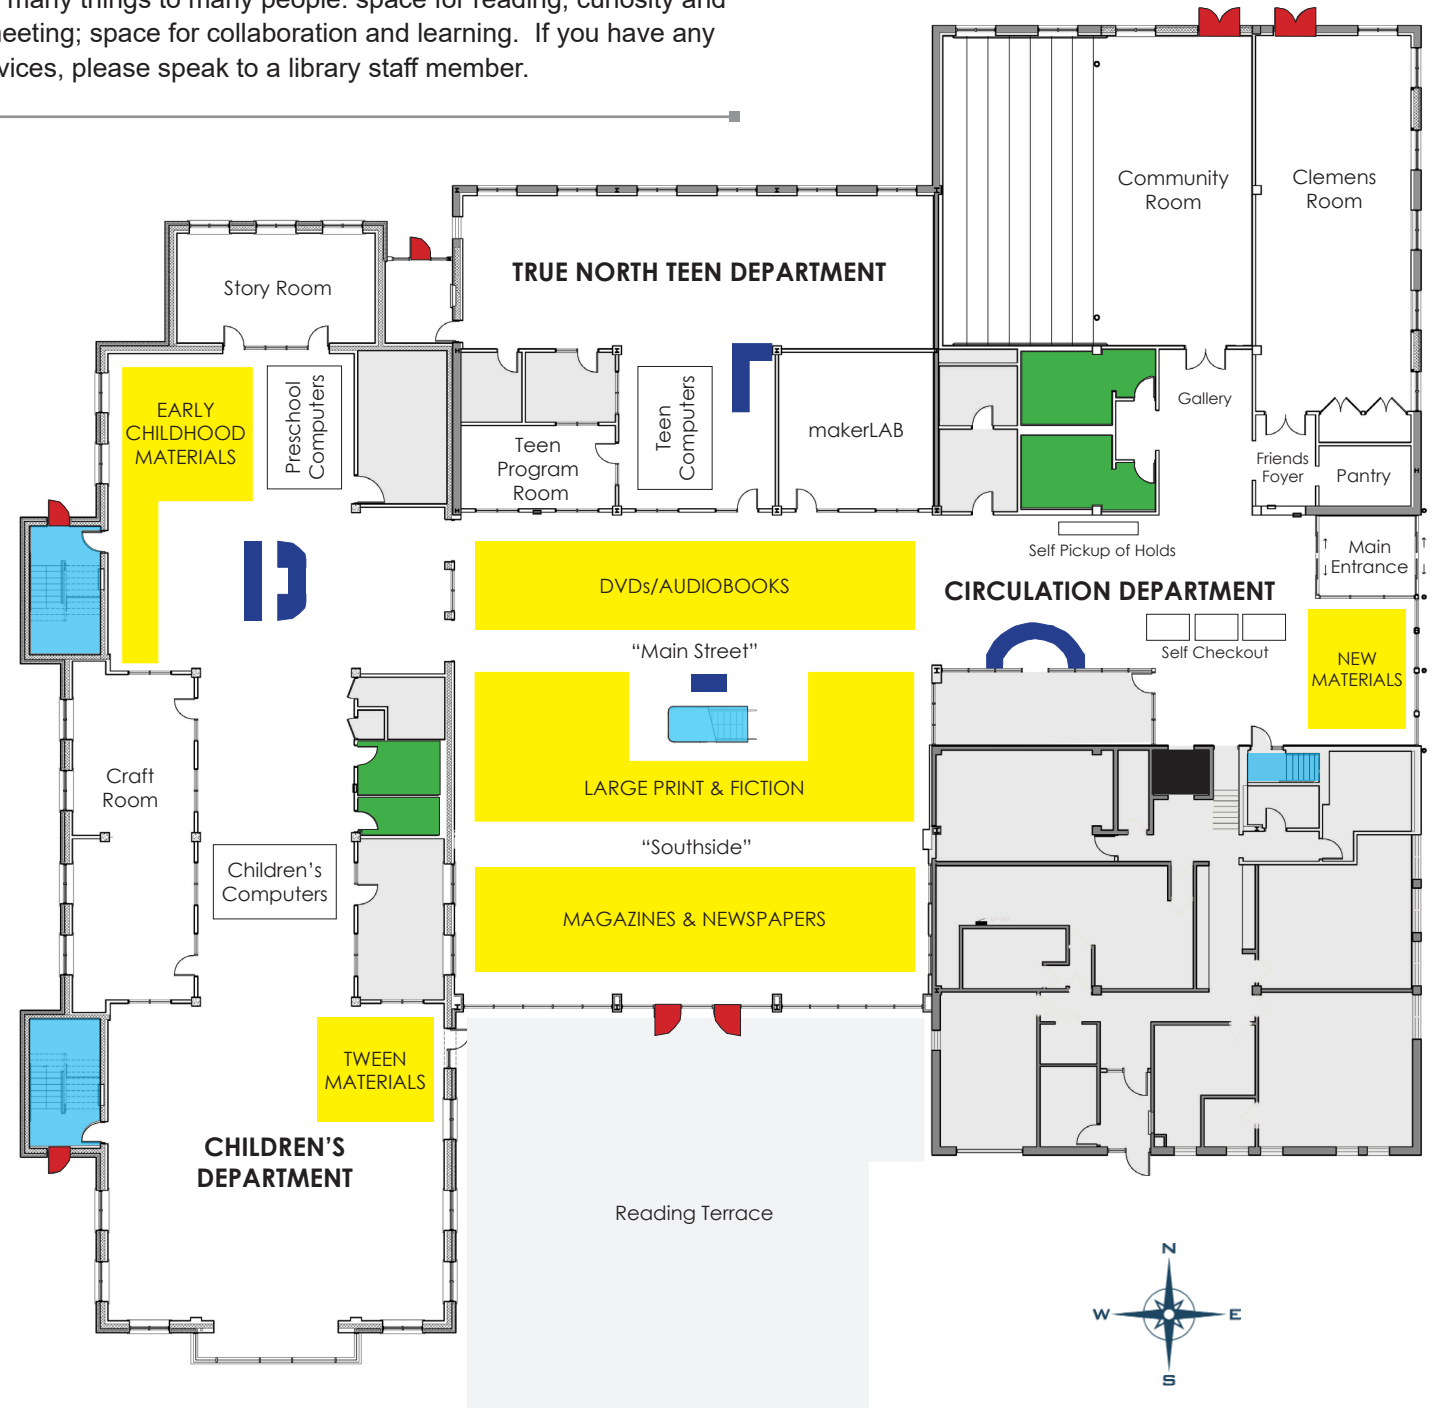 many things to many people: space for reading, curiosity and
eeting; space for collaboration and learning.  If you have any
vices, please speak to a library staff member.
Community
Room
Clemens
Room
TRUE NORTH TEEN DEPARTMENT
Story Room
EARLY
CHILDHOOD
MATERIALS
Preschool
Computers
Teen
Program
Room
Teen
Computers
makerLAB
Gallery
Friends
Foyer
Pantry
Self Pickup of Holds
Main
Entrance
CIRCULATION DEPARTMENT
DVDs/AUDIOBOOKS
"Main Street"
Self Checkout
NEW
MATERIALS
LARGE PRINT & FICTION
Craft
Room
"Southside"
Children's
Computers
MAGAZINES & NEWSPAPERS
TWEEN
MATERIALS
CHILDREN'S
DEPARTMENT
Reading Terrace
N
W
E
S